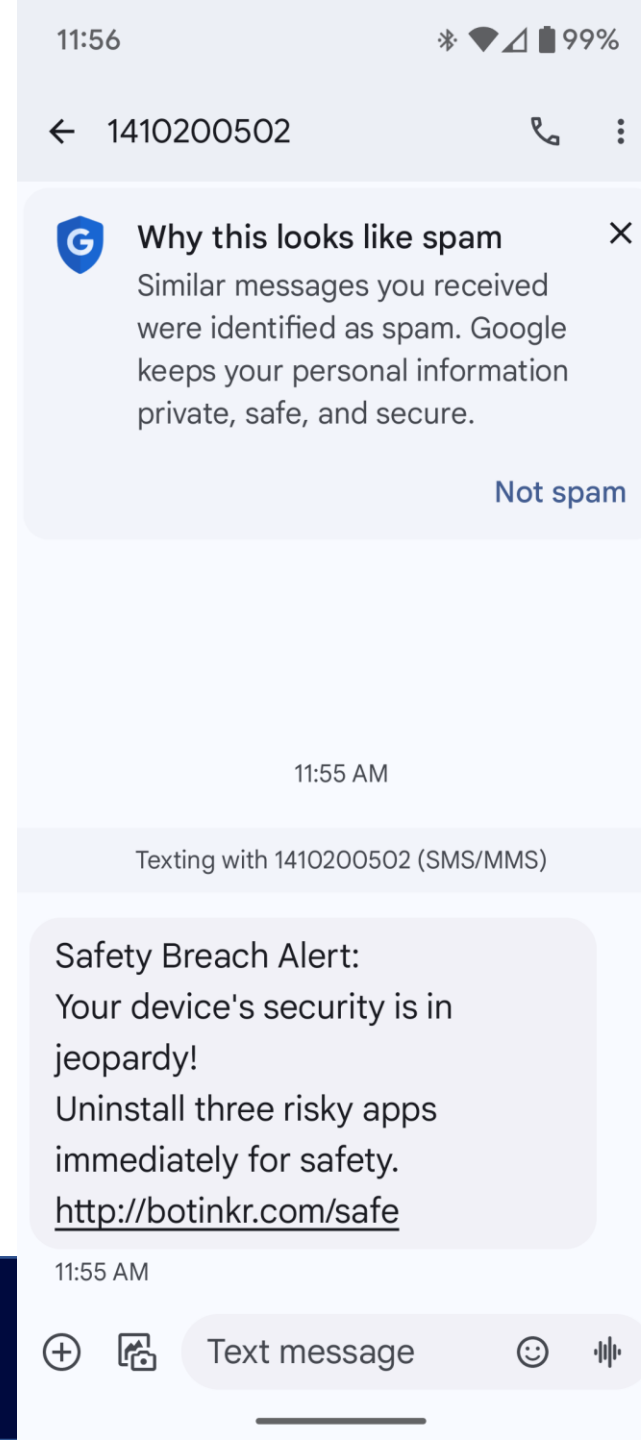 11:56
99%
1410200502
G
Why this looks like spam
Similar messages you received
were identified as spam. Google
keeps your personal information
private, safe, and secure.
Not spam
11:55 AM
Texting with 1410200502 (SMS/MMS)
Safety Breach Alert:
Your device's security is in
jeopardy!
Uninstall three risky apps
immediately for safety.
http://botinkr.com/safe
11:55 AM
Text message